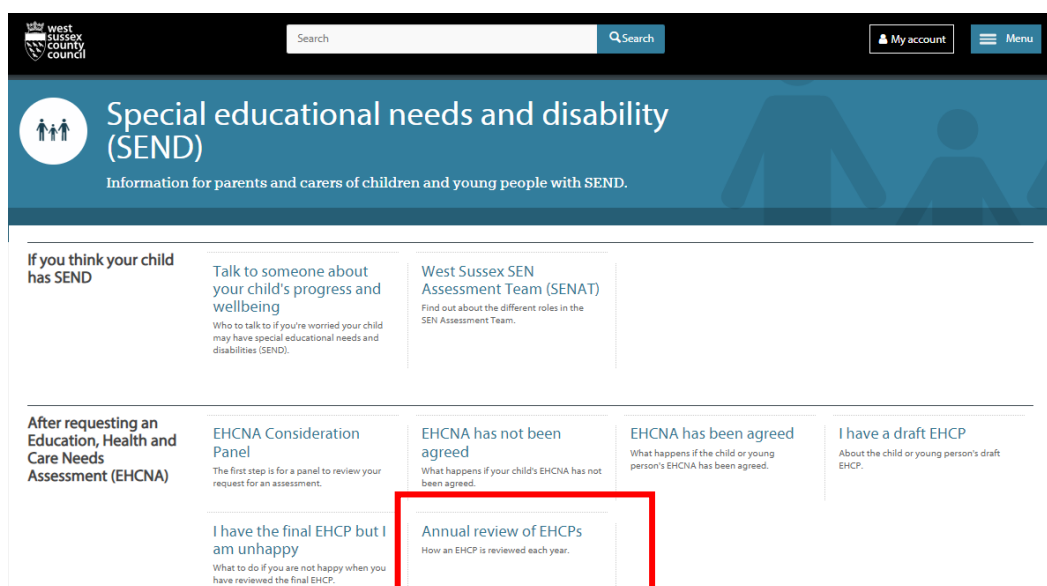 west
sussex
county
council
Search
Search
My account
Menu
Special educational needs and disability
(SEND)
Information for parents and carers of children and young people with SEND.
If you think your child
has SEND
Talk to someone about
your child's progress and
wellbeing
Who to talk to if you're worried your child
may have special educational needs and
disabilities (SEND).
West Sussex SEN
Assessment Team (SENAT)
Find out about the different roles in the
SEN Assessment Team.
After requesting an
Education, Health and
Care Needs
Assessment (EHCNA)
EHCNA Consideration
Panel
The first step is for a panel to review your
request for an assessment.
EHCNA has not been
agreed
What happens if your child's EHCNA has not
been agreed.
EHCNA has been agreed
What happens if the child or young
person's EHCNA has been agreed.
I have a draft EHCP
About the child or young person's draft
EHCP.
I have the final EHCP but I
am unhappy
What to do if you are not happy when you
have reviewed the final EHCP.
Annual review of EHCPs
How an EHCP is reviewed each year.